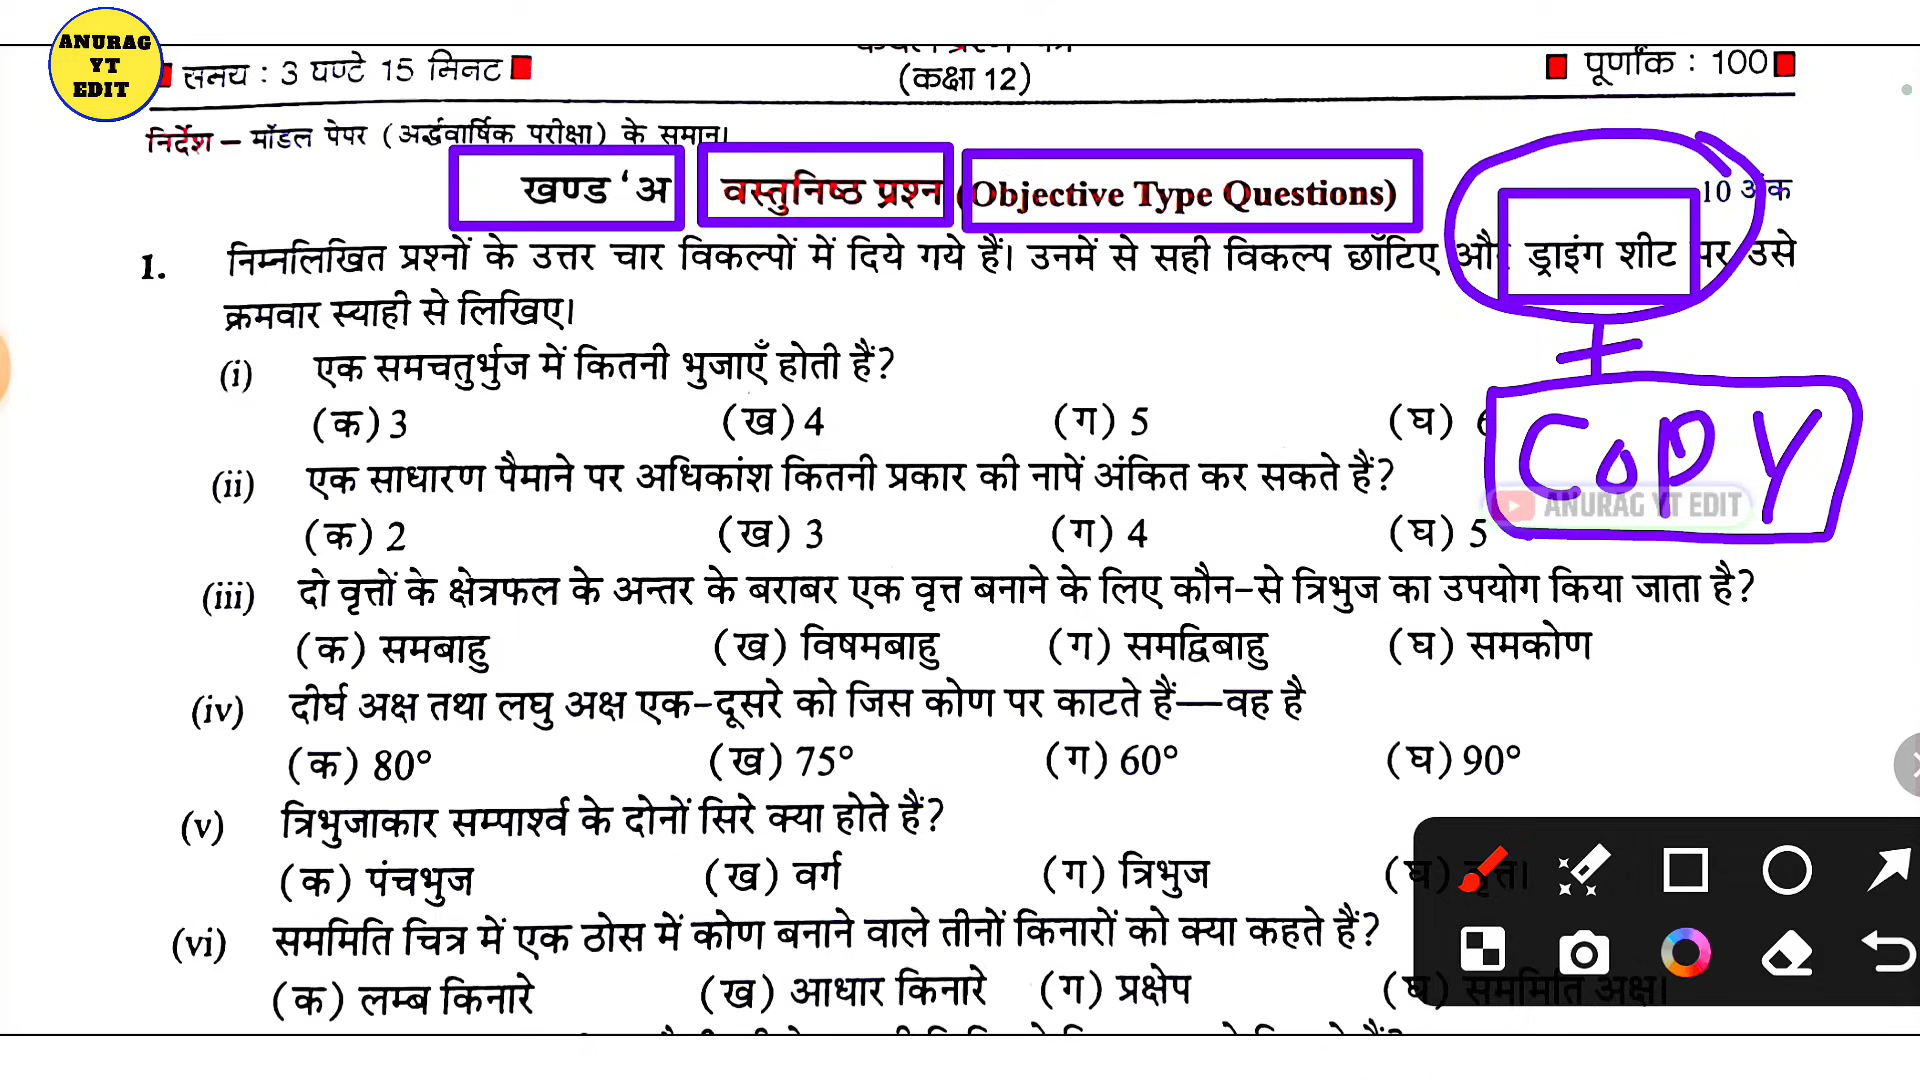 ANURAG
YT
EDIT
समय : 3 घण्टे 15 मिनट
(कक्षा 12)
पूर्णांक : 100
निर्देश – मॉडल पेपर (अर्द्धवार्षिक परीक्षा) के समान।
खण्ड ‘अ वस्तुनिष्ठ प्रश्न (Objective Type Questions) 10 अंक
1. निम्नलिखित प्रश्नों के उत्तर चार विकल्पों में दिये गये हैं। उनमें से सही विकल्प छाँटिए और ड्राइंग शीट पर उसे
क्रमवार स्याही से लिखिए।
(i) एक समचतुर्भुज में कितनी भुजाएँ होती हैं?
(क) 3 (ख) 4 (ग) 5 (घ) 6
COPY
(ii) एक साधारण पैमाने पर अधिकांश कितनी प्रकार की नापें अंकित कर सकते हैं?
ANURAG YT EDIT
(क) 2 (ख) 3 (ग) 4 (घ) 5
(iii) दो वृत्तों के क्षेत्रफल के अन्तर के बराबर एक वृत्त बनाने के लिए कौन-से त्रिभुज का उपयोग किया जाता है?
(क) समबाहु (ख) विषमबाहु (ग) समद्विबाहु (घ) समकोण
(iv) दीर्घ अक्ष तथा लघु अक्ष एक-दूसरे को जिस कोण पर काटते हैं—वह है
(क) 80° (ख) 75° (ग) 60° (घ) 90°
(v) त्रिभुजाकार सम्पार्श्व के दोनों सिरे क्या होते हैं?
(क) पंचभुज (ख) वर्ग (ग) त्रिभुज (घ) वृत्त।
(vi) सममिति चित्र में एक ठोस में कोण बनाने वाले तीनों किनारों को क्या कहते हैं?
(क) लम्ब किनारे (ख) आधार किनारे (ग) प्रक्षेप (घ) सममिति अक्ष।